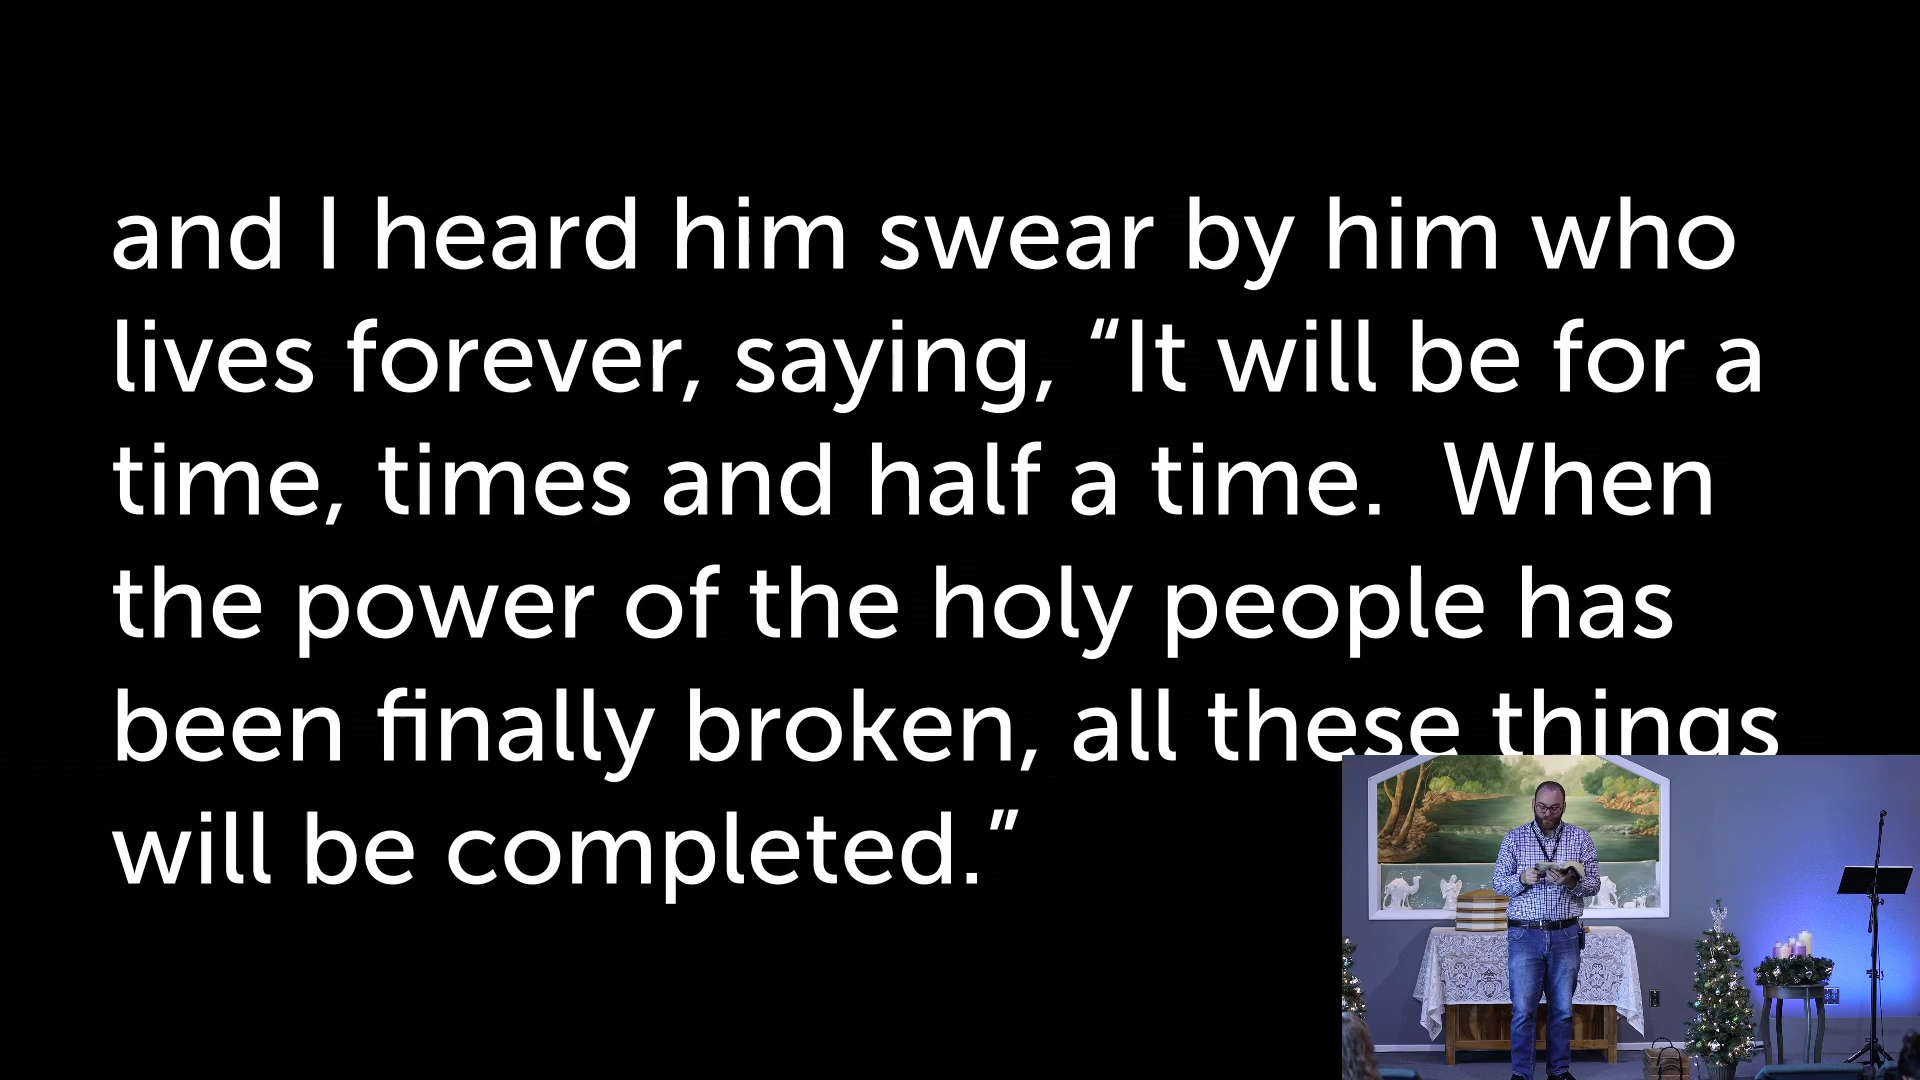 and I heard him swear by him who
lives forever, saying, “It will be for a
time, times and half a time.  When
the power of the holy people has
been finally broken, all these things
will be completed.”